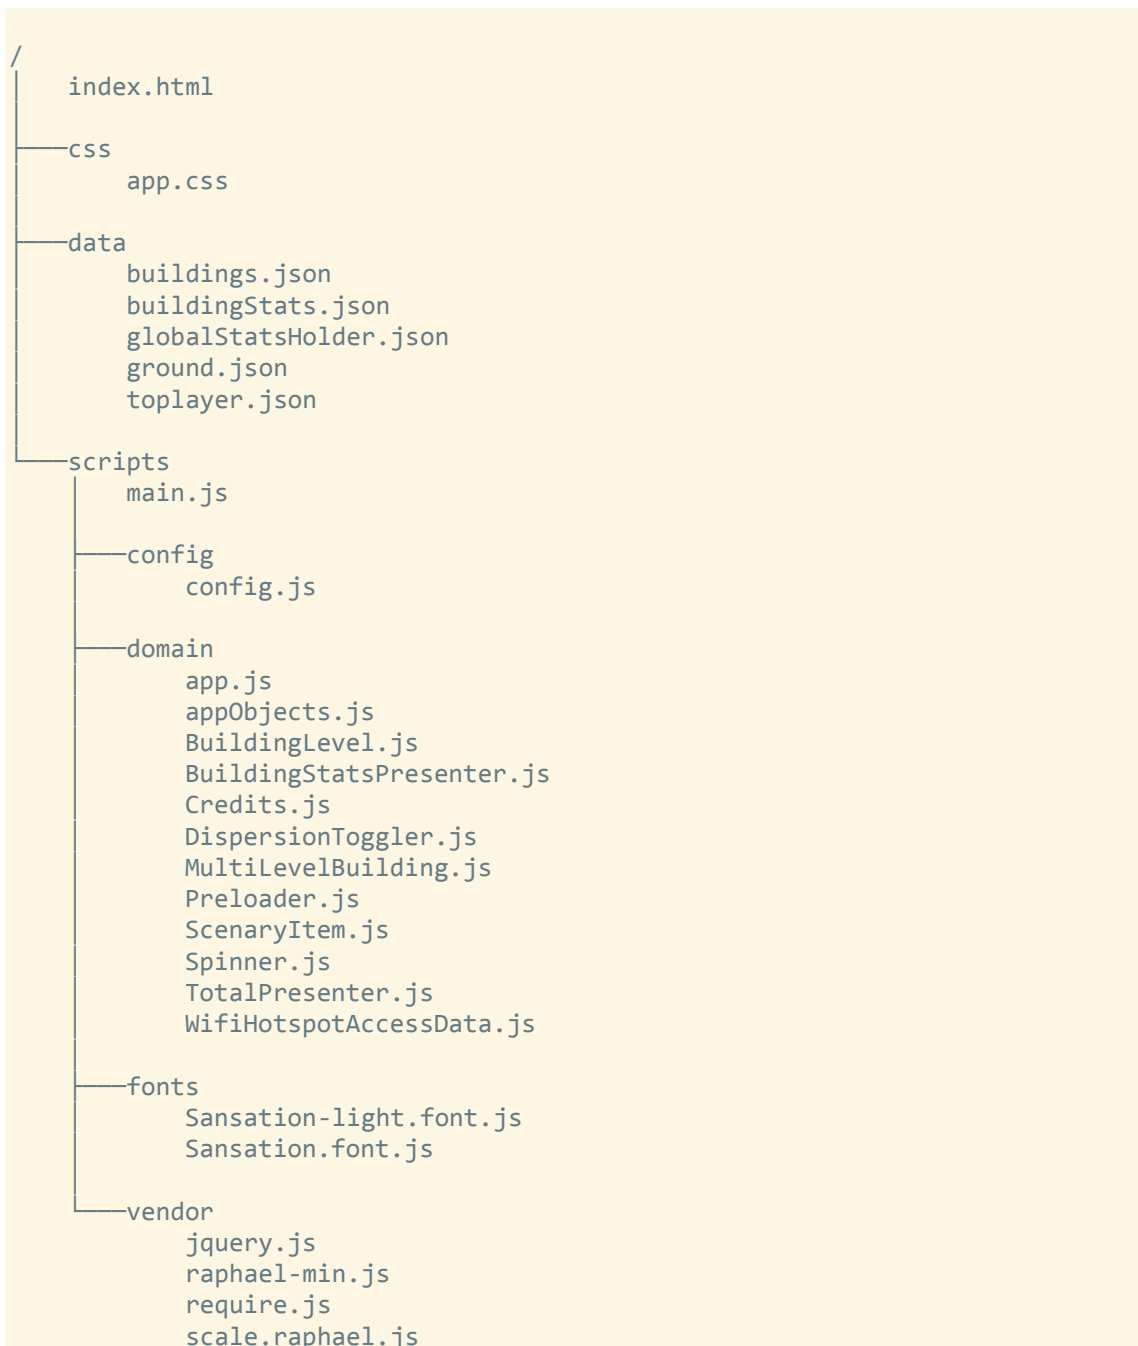 /
index.html
css
app.css
data
buildings.json
buildingStats.json
globalStatsHolder.json
ground.json
toplayer.json
scripts
main.js
config
config.js
domain
app.js
appObjects.js
BuildingLevel.js
BuildingStatsPresenter.js
Credits.js
DispersionToggler.js
MultiLevelBuilding.js
Preloader.js
ScenaryItem.js
Spinner.js
TotalPresenter.js
WifiHotspotAccessData.js
fonts
Sansation-light.font.js
Sansation.font.js
vendor
jquery.js
raphael-min.js
require.js
scale.raphael.js